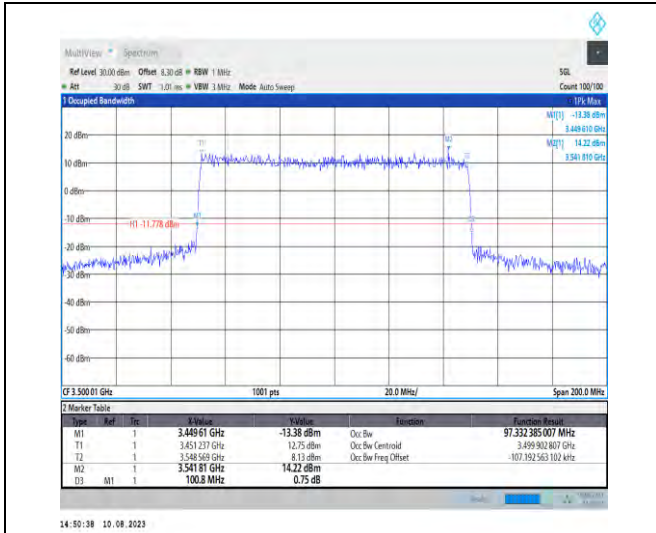 MultiView Spectrum
Ref Level 30.00 dBm Offset 8.30 dB RBW 1 MHz SGL
Att 30 dB SWT 1.01 ms VBW 3 MHz Mode Auto Sweep Count 100/100
1 Occupied Bandwidth 1Pk Max
M1[1] -13.38 dBm
3.449 610 GHz
M2[1] 14.22 dBm
3.541 810 GHz
20 dBm
T1 M2
10 dBm
0 dBm
-10 dBm
M1
H1 -11.778 dBm
-20 dBm
-40 dBm
-50 dBm
-60 dBm
CF 3.500 01 GHz 1001 pts 20.0 MHz/ Span 200.0 MHz
2 Marker Table
Type Ref Trc X-Value Y-Value Function Function Result
M1 1 3.449 61 GHz -13.38 dBm Occ Bw 97.332 385 007 MHz
T1 1 3.451 237 GHz 12.75 dBm Occ Bw Centroid 3.499 902 807 GHz
T2 1 3.548 569 GHz 8.13 dBm Occ Bw Freq Offset -107.192 563 102 kHz
M2 1 3.541 81 GHz 14.22 dBm
D3 M1 1 100.8 MHz 0.75 dB
14:50:38 10.08.2023